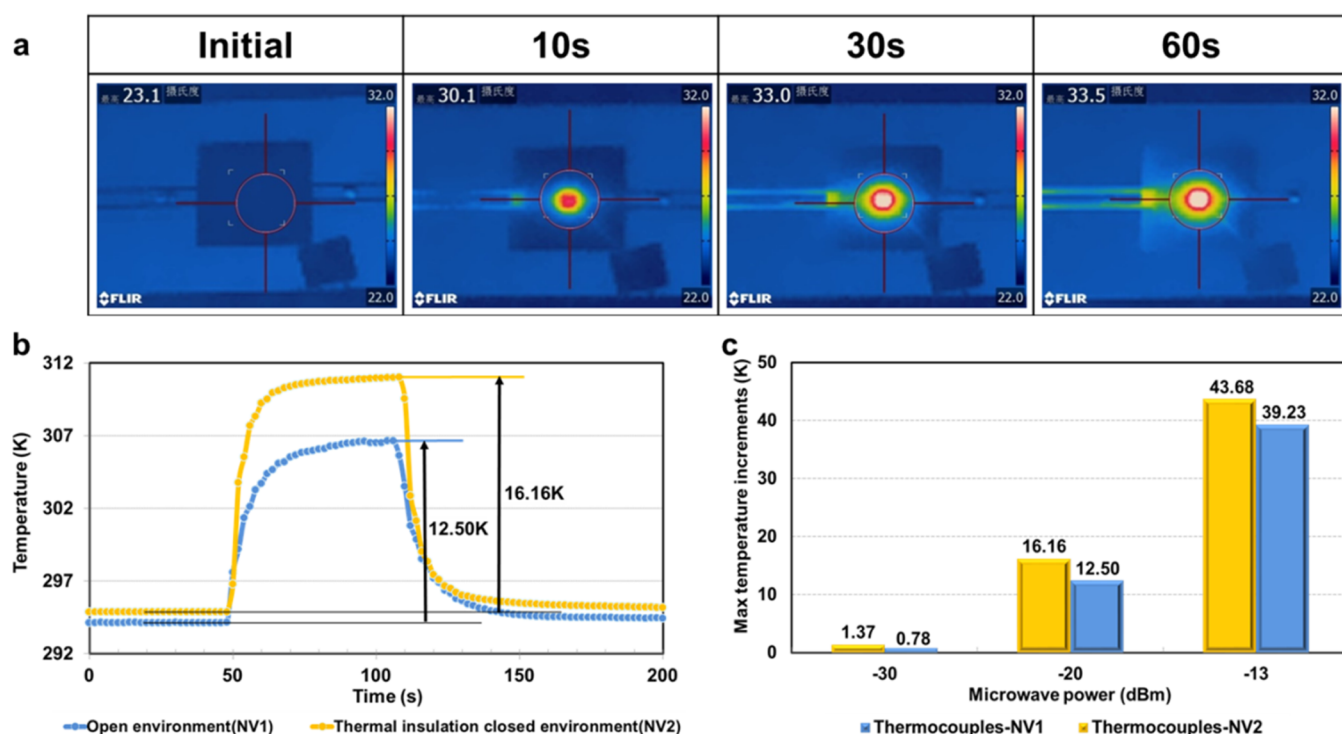 a
Initial
10s
30s
60s
最高 23.1 摄氏度
32.0
22.0
FLIR
最高 30.1 摄氏度
32.0
22.0
FLIR
最高 33.0 摄氏度
32.0
22.0
FLIR
最高 33.5 摄氏度
32.0
22.0
FLIR
b
Temperature (K)
312
307
302
297
292
16.16K
12.50K
0
50
100
150
200
Time (s)
Open environment(NV1)
Thermal insulation closed environment(NV2)
c
Max temperature increments (K)
50
40
30
20
10
0
1.37
0.78
16.16
12.50
43.68
39.23
-30
-20
-13
Microwave power (dBm)
Thermocouples-NV1
Thermocouples-NV2